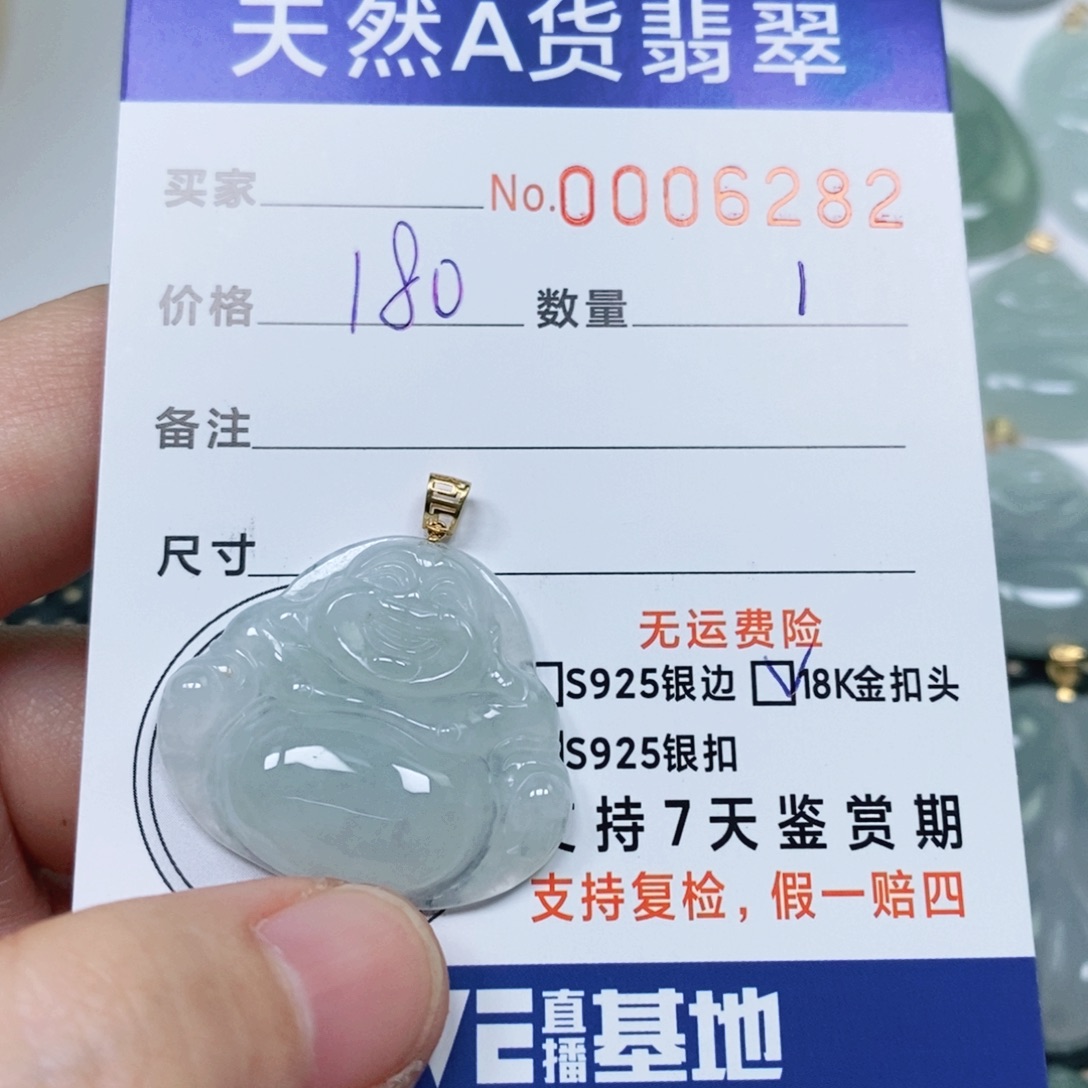 天然A货翡翠
买家 No.0006282
价格 180 数量 1
备注
尺寸
无运费险
S925银边 18K金扣头
S925银扣
持7天鉴赏期
支持复检，假一赔四
直播基地